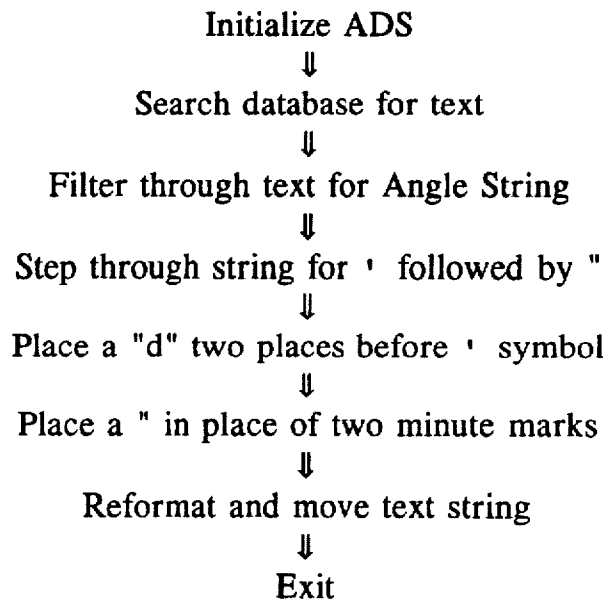 Initialize ADS
⇓
Search database for text
⇓
Filter through text for Angle String
⇓
Step through string for ' followed by "
⇓
Place a "d" two places before ' symbol
⇓
Place a " in place of two minute marks
⇓
Reformat and move text string
⇓
Exit